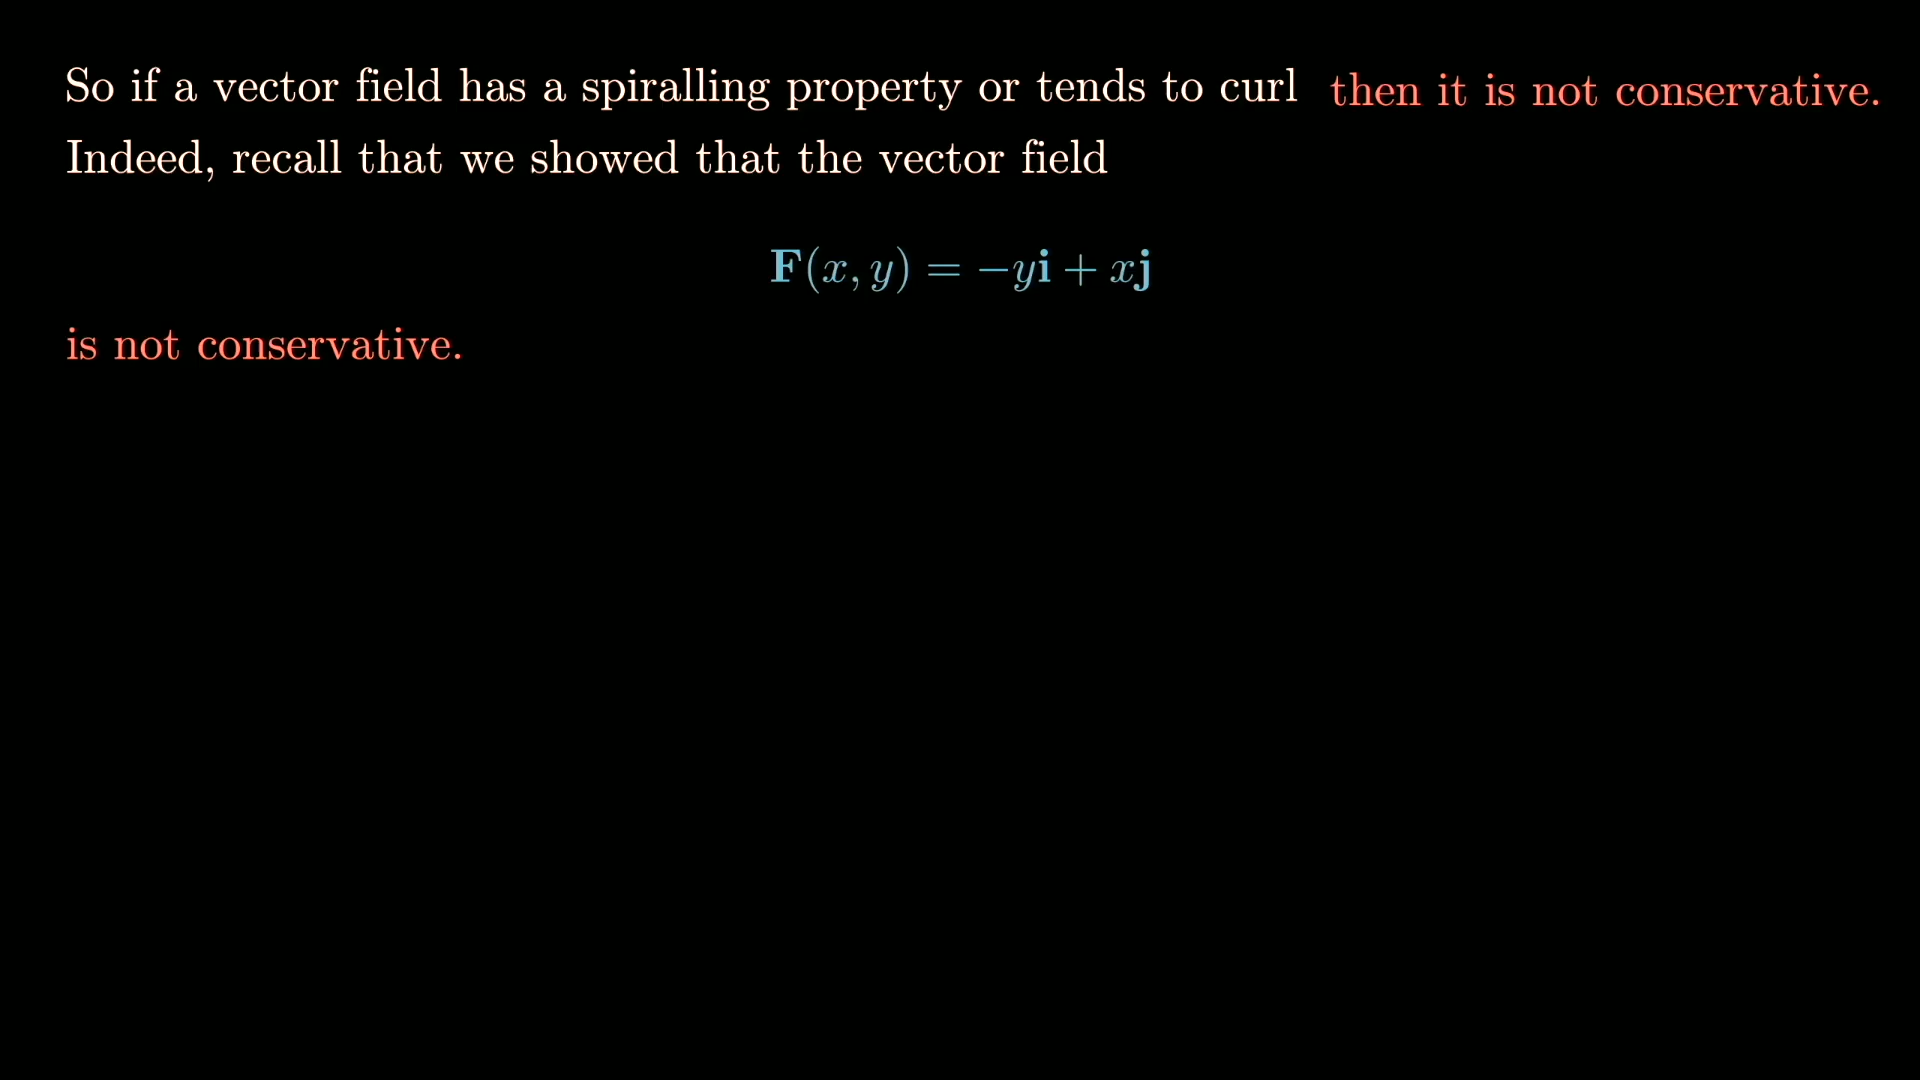 So if a vector field has a spiralling property or tends to curl then it is not conservative.
Indeed, recall that we showed that the vector field
F(x, y) = −yi + xj
is not conservative.